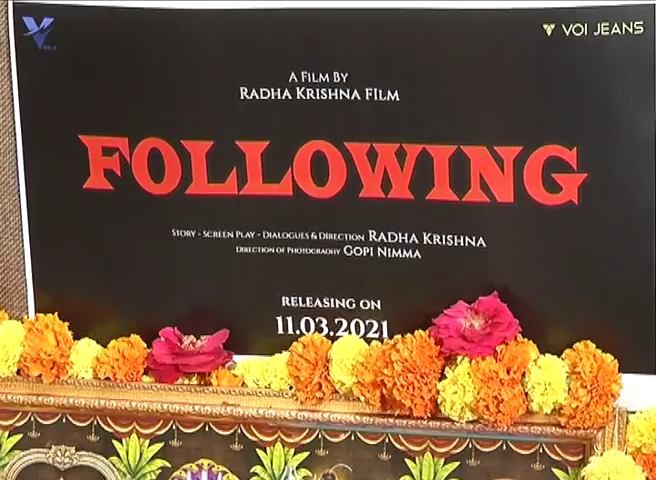 VOI JEANS
A FILM BY
RADHA KRISHNA FILM
FOLLOWING
STORY - SCREEN PLAY - DIALOGUES & DIRECTION RADHA KRISHNA
DIRECTION OF PHOTOGRAPHY GOPI NIMMA
RELEASING ON
11.03.2021